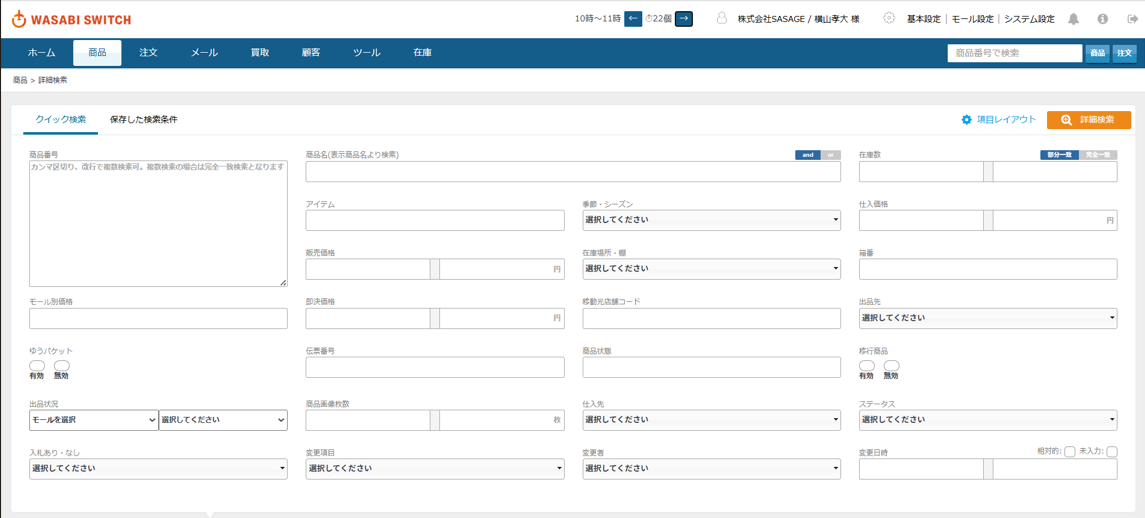 WASABI SWITCH
10時〜11時 ← 22個 →
株式会社SASAGE / 横山孝大 様
基本設定 | モール設定 | システム設定
ホーム 商品 注文 メール 買取 顧客 ツール 在庫
商品番号で検索 商品 注文
商品 > 詳細検索
クイック検索 保存した検索条件
項目レイアウト 詳細検索
商品番号 商品名(表示商品名より検索) and or 在庫数 部分一致 完全一致
カンマ区切り、改行で複数検索可。複数検索の場合は完全一致検索となります
アイテム 季節・シーズン 仕入価格
選択してください 円
販売価格 在庫場所・棚 箱番
円 選択してください
モール別価格 即決価格 移動元店舗コード 出品先
円 選択してください
ゆうパケット 伝票番号 商品状態 移行商品
有効 無効 有効 無効
出品状況 商品画像枚数 仕入先 ステータス
モールを選択 選択してください 枚 選択してください 選択してください
入札あり・なし 変更項目 変更者 変更日時 相対的: 未入力:
選択してください 選択してください 選択してください